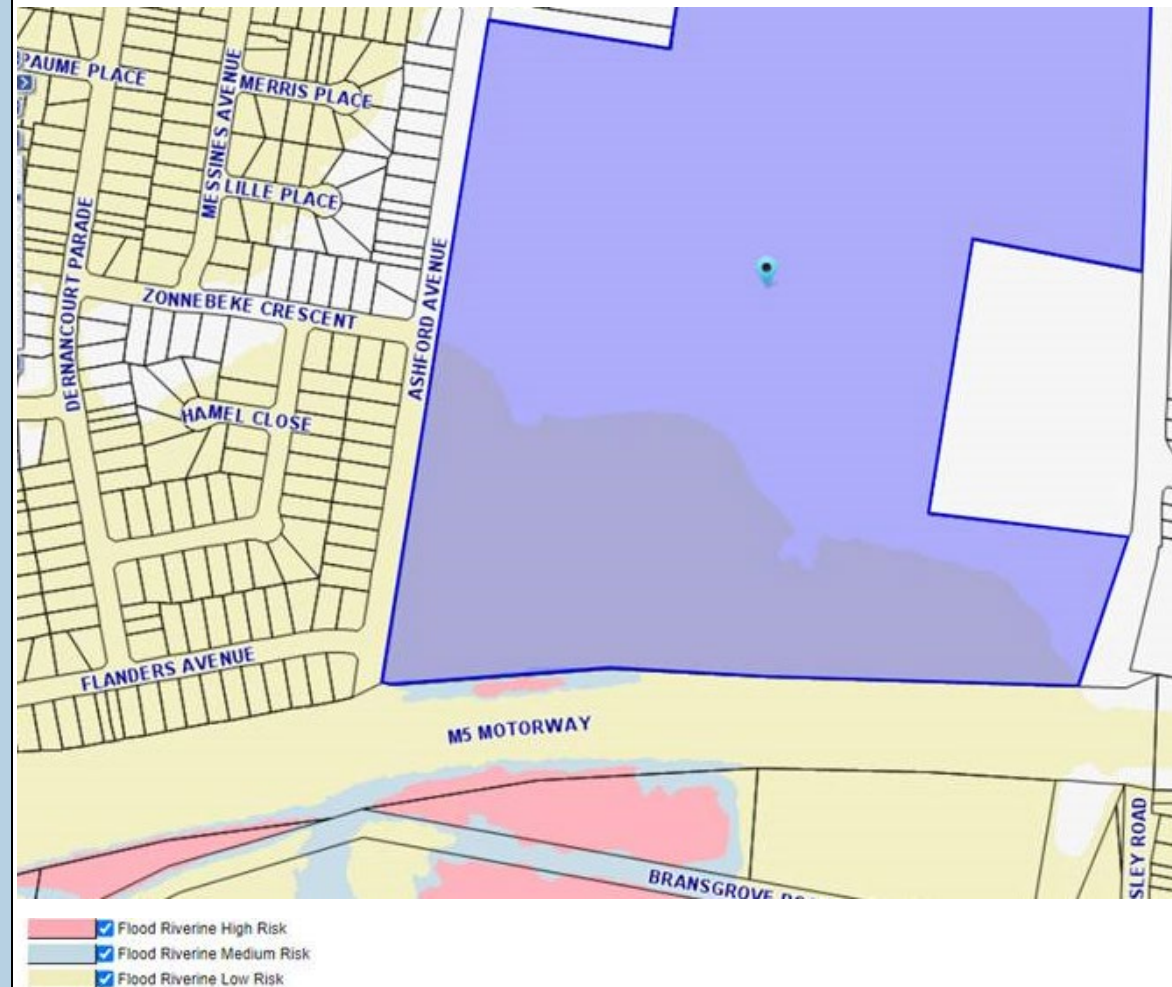 PAUME PLACE
MERRIS PLACE
MESSINES AVENUE
LILLE PLACE
DERNANCOURT PARADE
ZONNEBEKE CRESCENT
ASHFORD AVENUE
HAMEL CLOSE
FLANDERS AVENUE
M5 MOTORWAY
BRANSGROVE
SLEY ROAD
Flood Riverine High Risk
Flood Riverine Medium Risk
Flood Riverine Low Risk